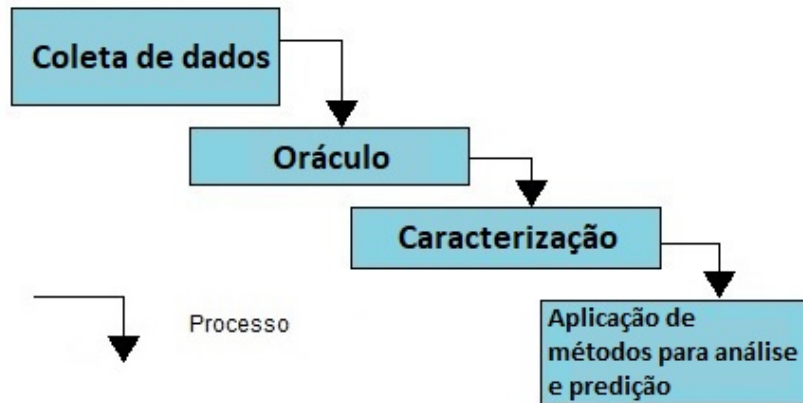 Coleta de dados
Oráculo
Caracterização
Processo
Aplicação de
métodos para análise
e predição